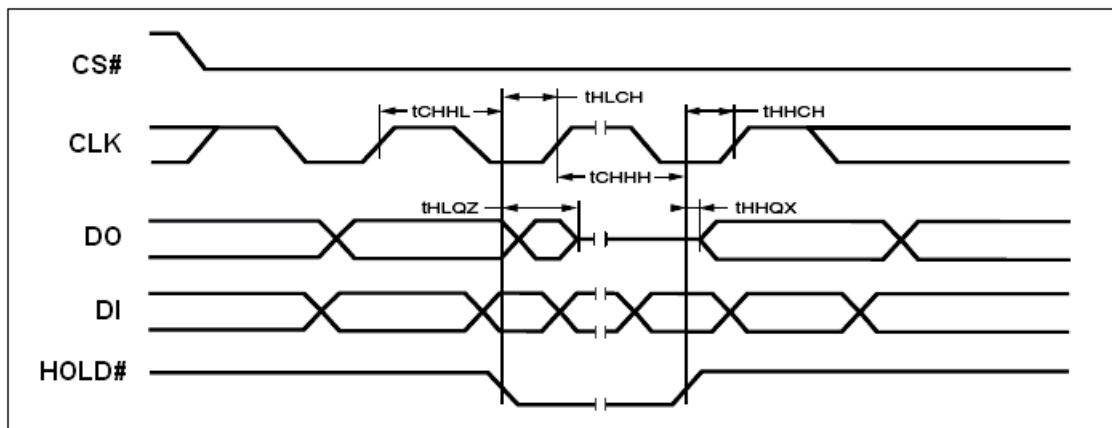 CS#
tHLCH
tHHCH
tCHHL
CLK
tCHHH
tHLQZ
tHHQX
DO
DI
HOLD#